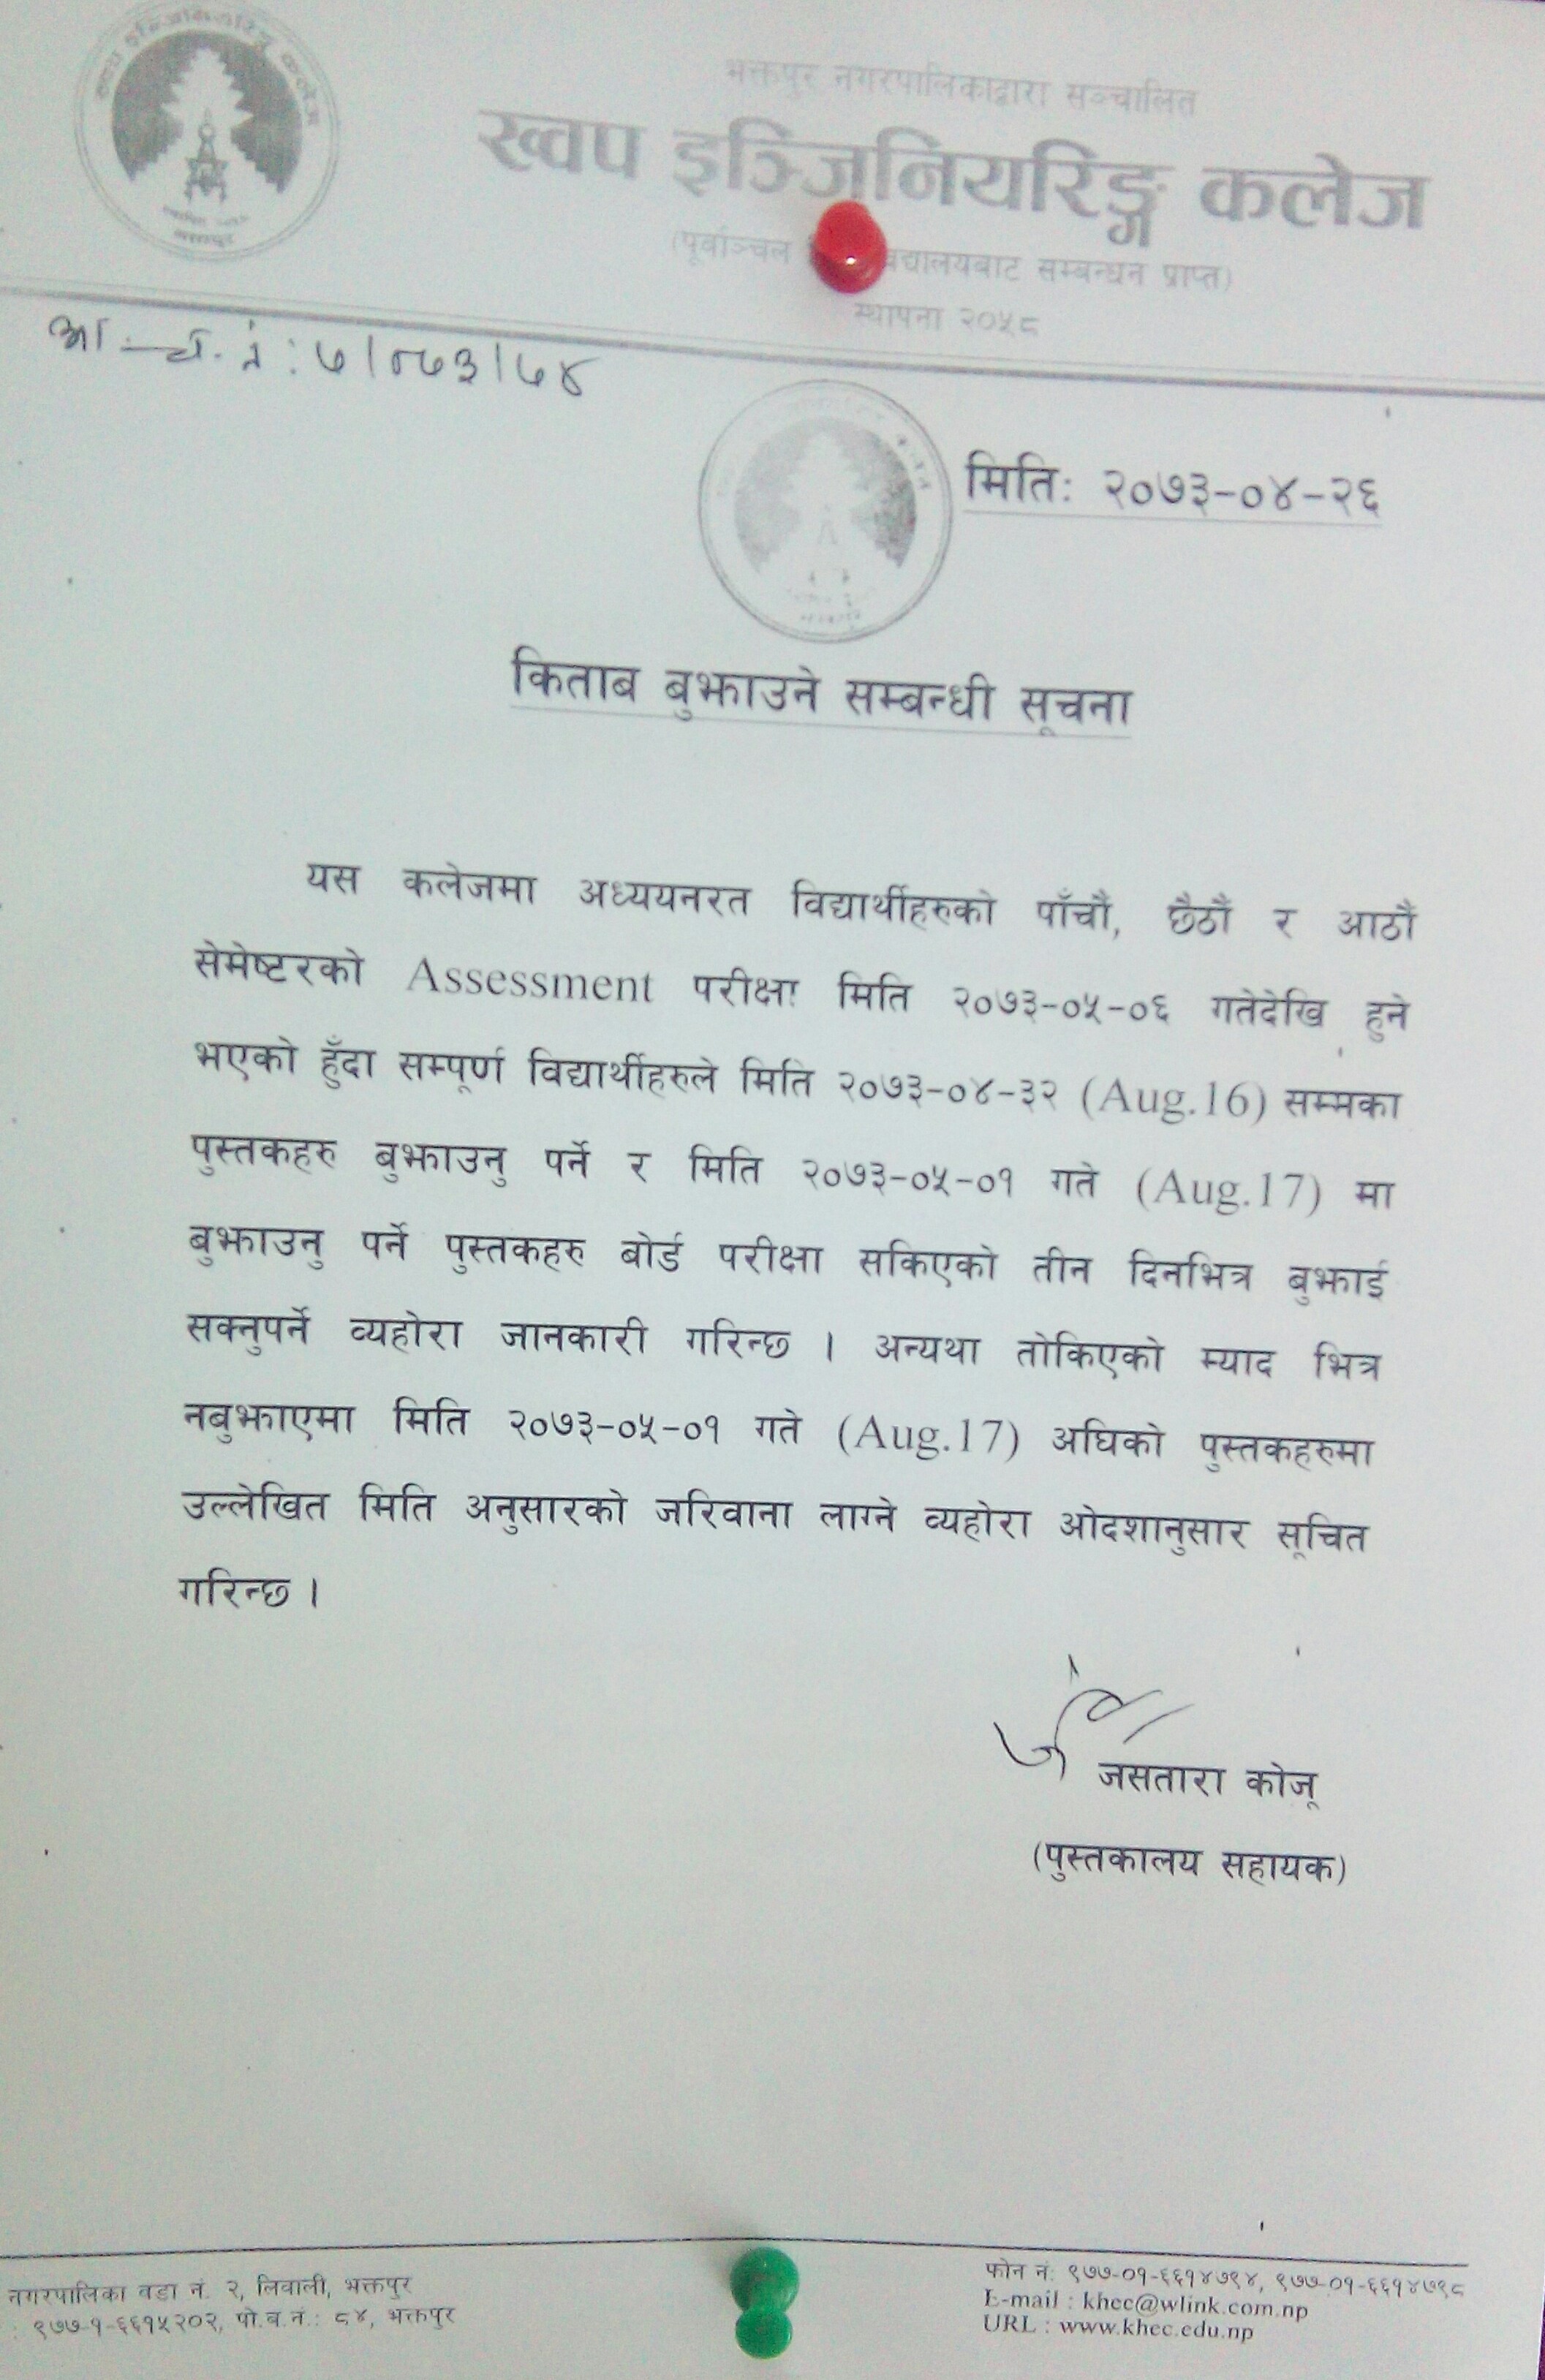 भक्तपुर नगरपालिकाद्वारा सञ्चालित
ख्वप इञ्जिनियरिङ्ग कलेज
(पूर्वाञ्चल वद्यालयबाट सम्बन्धन प्राप्त)
स्थापना २०५८
आ-च. नं: ७/०७३/७४
मितिः २०७३-०४-२६
किताब बुझाउने सम्बन्धी सूचना
यस कलेजमा अध्ययनरत विद्यार्थीहरुको पाँचौं, छैठौं र आठौं
सेमेष्टरको Assessment परीक्षा मिति २०७३-०५-०६ गतेदेखि हुने
भएको हुँदा सम्पूर्ण विद्यार्थीहरुले मिति २०७३-०४-३२ (Aug.16) सम्मका
पुस्तकहरु बुझाउनु पर्ने र मिति २०७३-०५-०१ गते (Aug.17) मा
बुझाउनु पर्ने पुस्तकहरु बोर्ड परीक्षा सकिएको तीन दिनभित्र बुझाई
सक्नुपर्ने व्यहोरा जानकारी गरिन्छ । अन्यथा तोकिएको म्याद भित्र
नबुझाएमा मिति २०७३-०५-०१ गते (Aug.17) अघिको पुस्तकहरुमा
उल्लेखित मिति अनुसारको जरिवाना लाग्ने व्यहोरा ओदशानुसार सूचित
गरिन्छ ।
जसतारा कोजू
(पुस्तकालय सहायक)
नगरपालिका वडा नं. २, लिवाली, भक्तपुर
: ९७७-१-६६१५२०२, पो.ब.नं.: ८४, भक्तपुर
फोन नं: ९७७-०१-६६१४७९४, ९७७-०१-६६१४७९८
E-mail : khec@wlink.com.np
URL : www.khec.edu.np